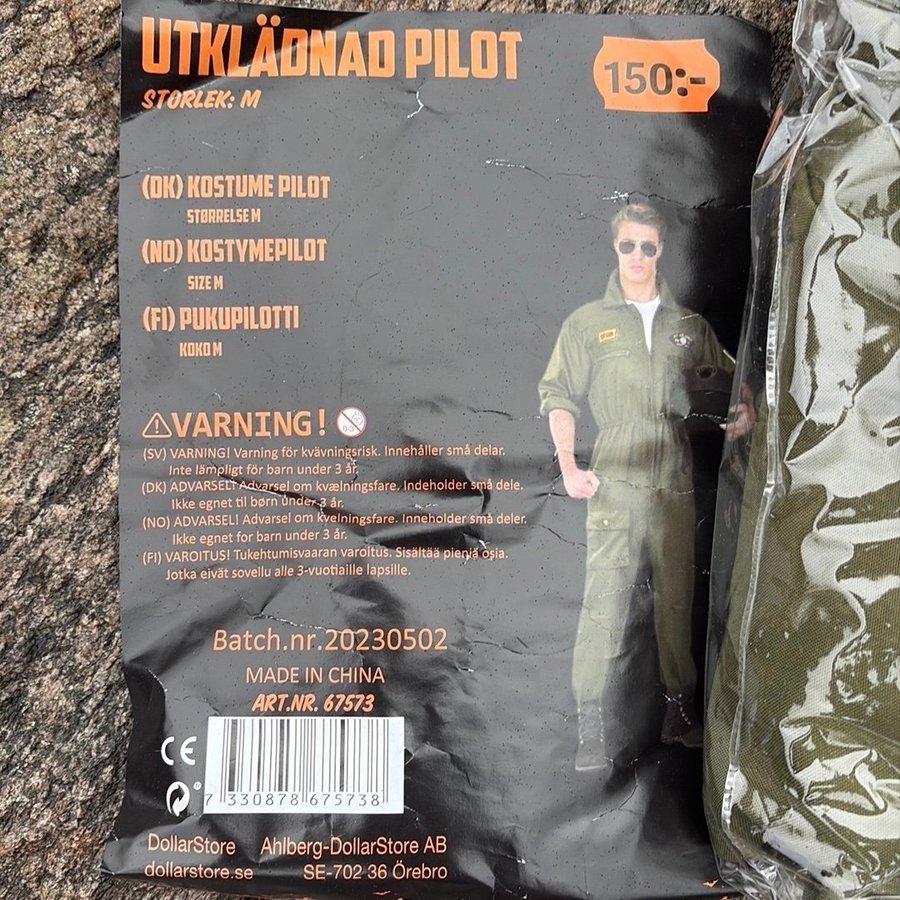 UTKLÄDNAD PILOT
STORLEK: M
150:-
(DK) KOSTUME PILOT
STØRRELSE M
(NO) KOSTYMEPILOT
SIZE M
(FI) PUKUPILOTTI
KOKO M
VARNING!
0-3
(SV) VARNING! Varning för kvävningsrisk. Innehåller små delar.
Inte lämpligt för barn under 3 år.
(DK) ADVARSEL! Advarsel om kvælningsfare. Indeholder små dele.
Ikke egnet til børn under 3 år.
(NO) ADVARSEL! Advarsel om kvelningsfare. Inneholder små deler.
Ikke egnet for barn under 3 år.
(FI) VAROITUS! Tukehtumisvaaran varoitus. Sisältää pieniä osia.
Jotka eivät sovellu alle 3-vuotiaille lapsille.
Batch.nr.20230502
MADE IN CHINA
ART.NR. 67573
CE
7 330878 675738
DollarStore Ahlberg-DollarStore AB
dollarstore.se SE-702 36 Örebro